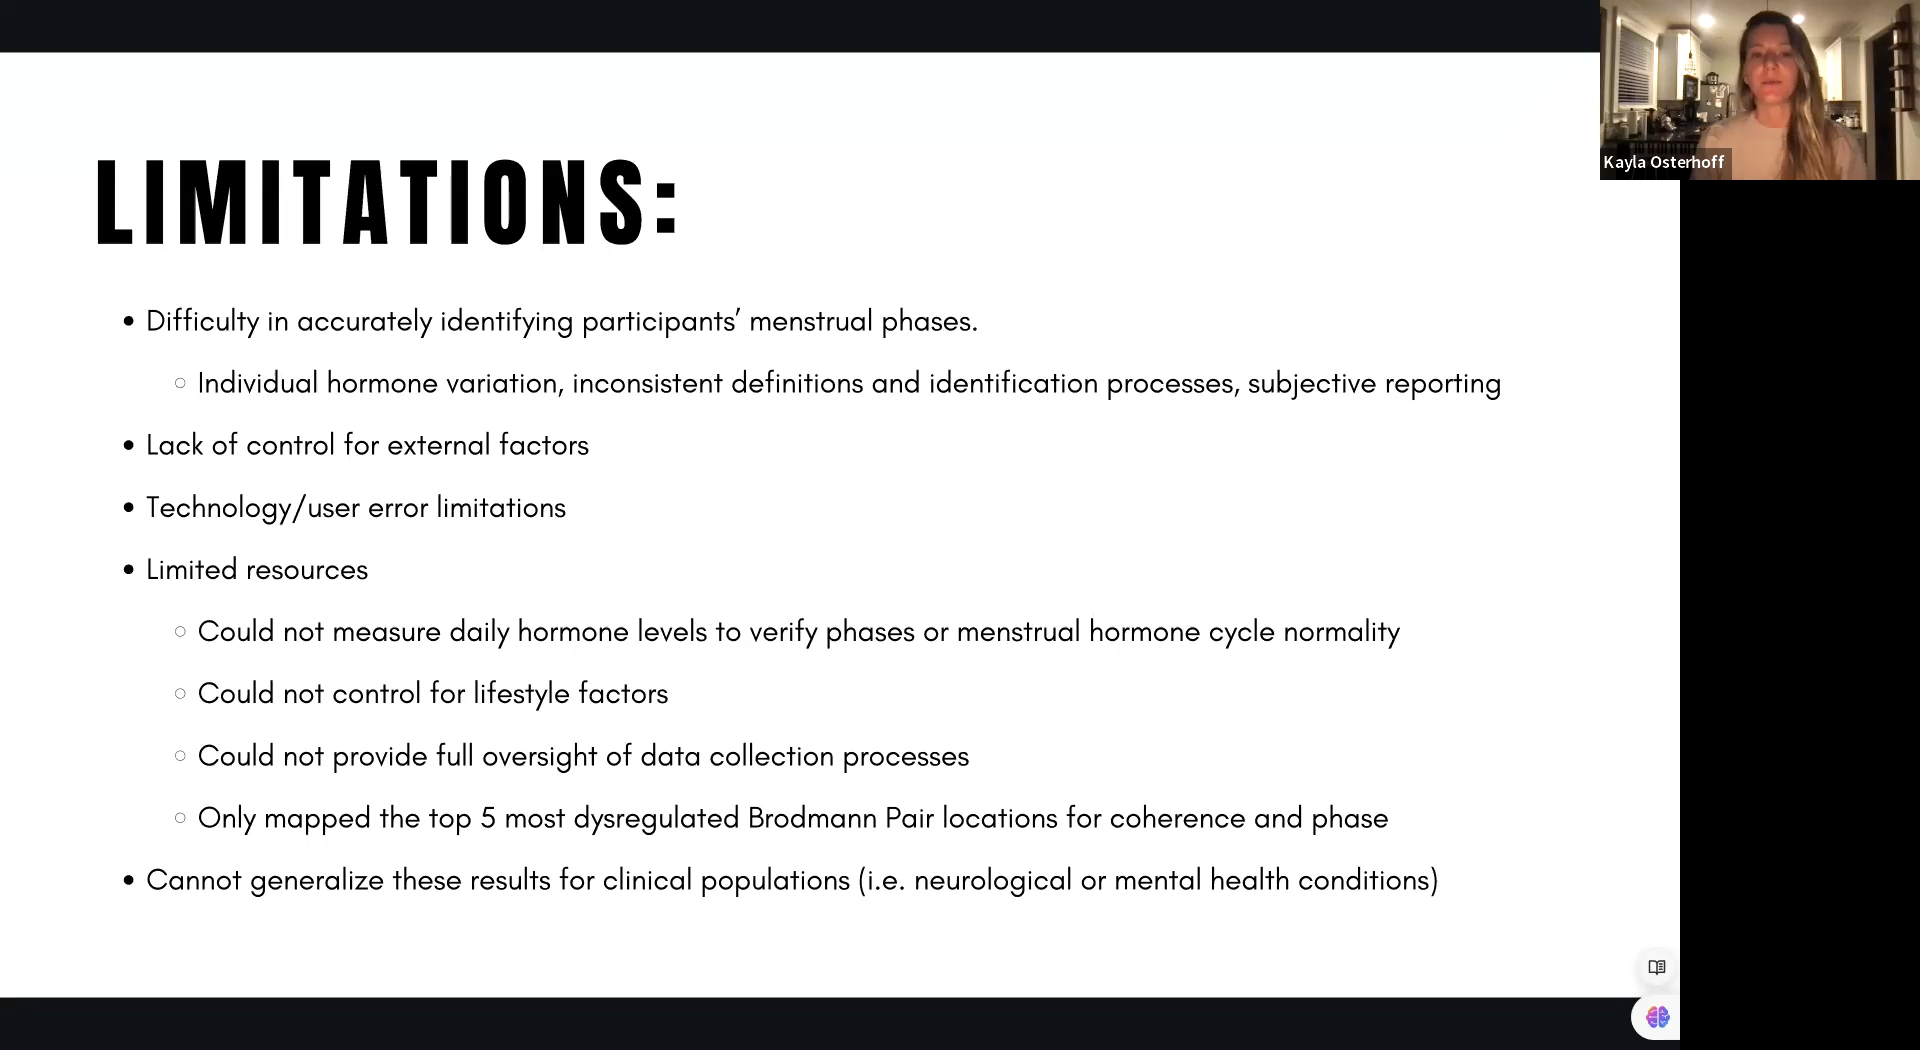 Kayla Osterhoff
LIMITATIONS:
• Difficulty in accurately identifying participants’ menstrual phases.
○ Individual hormone variation, inconsistent definitions and identification processes, subjective reporting
• Lack of control for external factors
• Technology/user error limitations
• Limited resources
○ Could not measure daily hormone levels to verify phases or menstrual hormone cycle normality
○ Could not control for lifestyle factors
○ Could not provide full oversight of data collection processes
○ Only mapped the top 5 most dysregulated Brodmann Pair locations for coherence and phase
• Cannot generalize these results for clinical populations (i.e. neurological or mental health conditions)